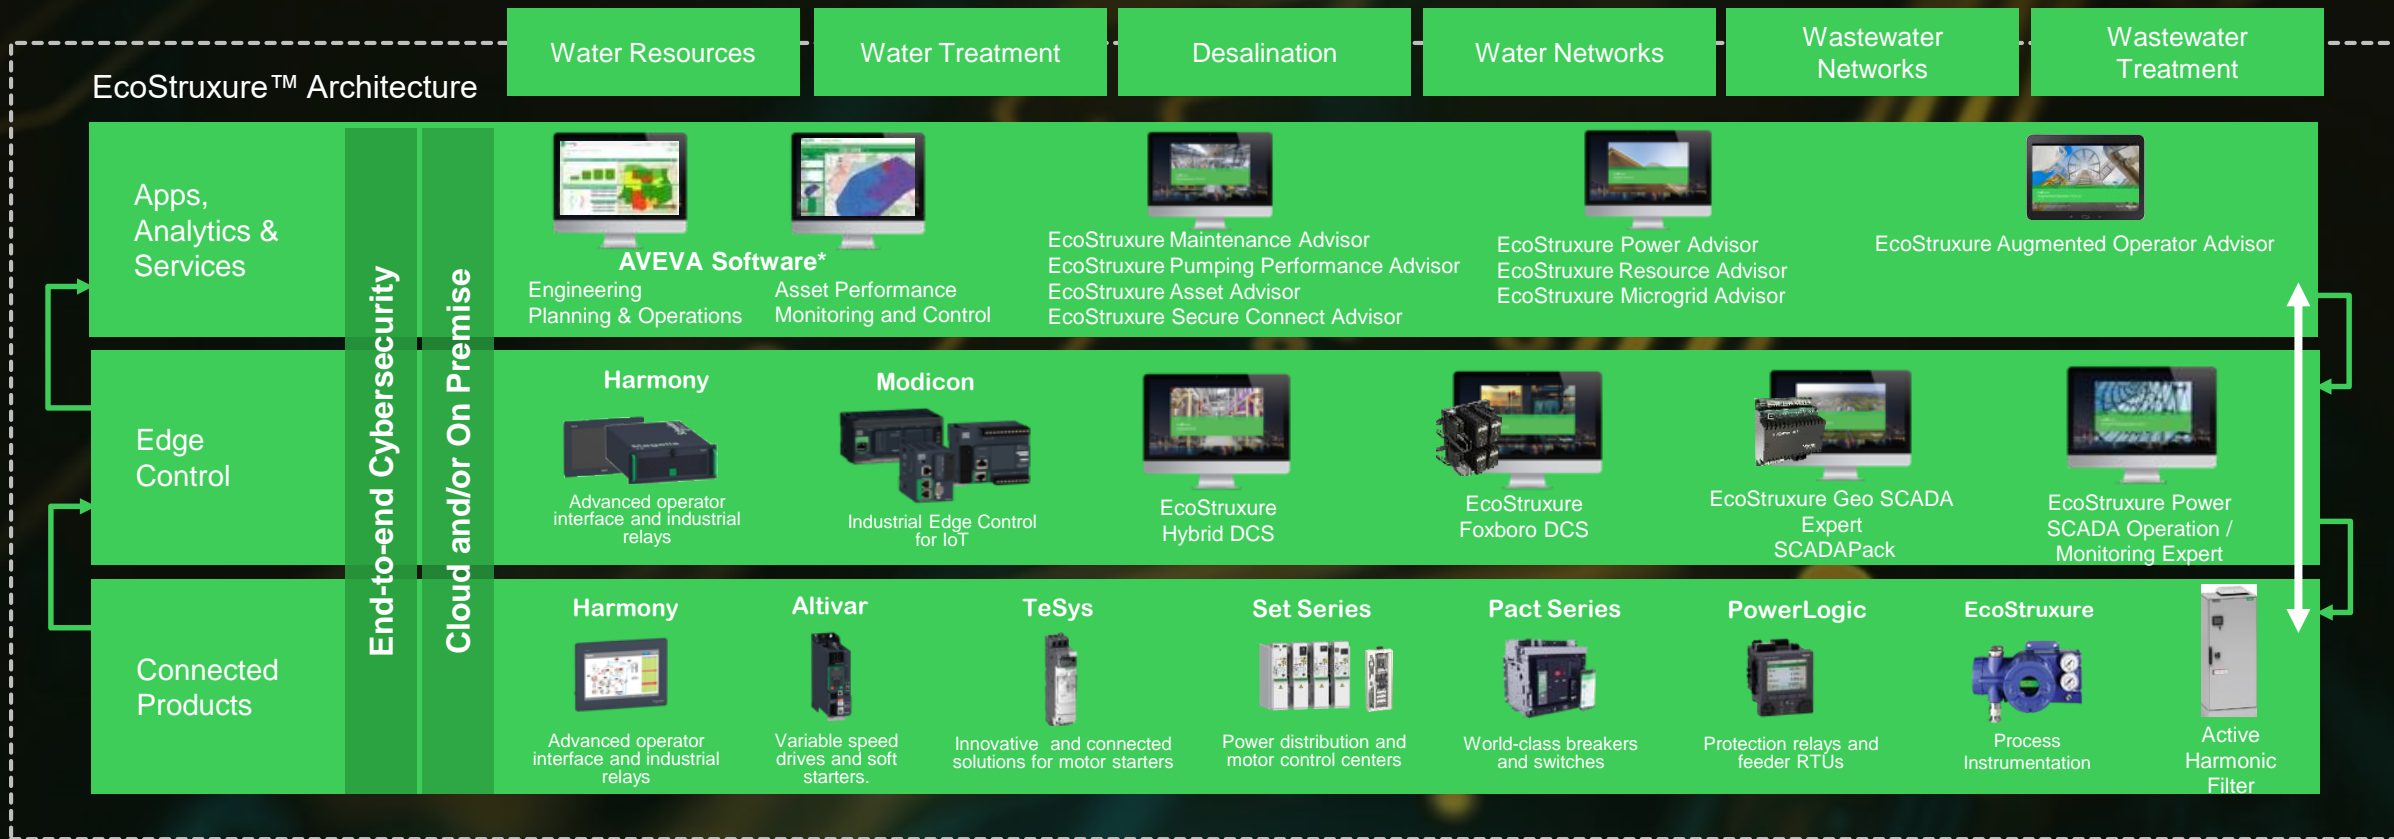 Water Resources
Water Treatment
Desalination
Water Networks
Wastewater
Networks
Wastewater
Treatment
EcoStruxure™ Architecture
Apps,
Analytics &
Services
End-to-end Cybersecurity
Cloud and/or On Premise
AVEVA Software*
Engineering
Planning & Operations
Asset Performance
Monitoring and Control
EcoStruxure Maintenance Advisor
EcoStruxure Pumping Performance Advisor
EcoStruxure Asset Advisor
EcoStruxure Secure Connect Advisor
EcoStruxure Power Advisor
EcoStruxure Resource Advisor
EcoStruxure Microgrid Advisor
EcoStruxure Augmented Operator Advisor
Edge
Control
Harmony
Advanced operator
interface and industrial
relays
Modicon
Industrial Edge Control
for IoT
EcoStruxure
Hybrid DCS
EcoStruxure
Foxboro DCS
EcoStruxure Geo SCADA
Expert
SCADAPack
EcoStruxure Power
SCADA Operation /
Monitoring Expert
Connected
Products
Harmony
Advanced operator
interface and industrial
relays
Altivar
Variable speed
drives and soft
starters.
TeSys
Innovative and connected
solutions for motor starters
Set Series
Power distribution and
motor control centers
Pact Series
World-class breakers
and switches
PowerLogic
Protection relays and
feeder RTUs
EcoStruxure
Process
Instrumentation
Active
Harmonic
Filter